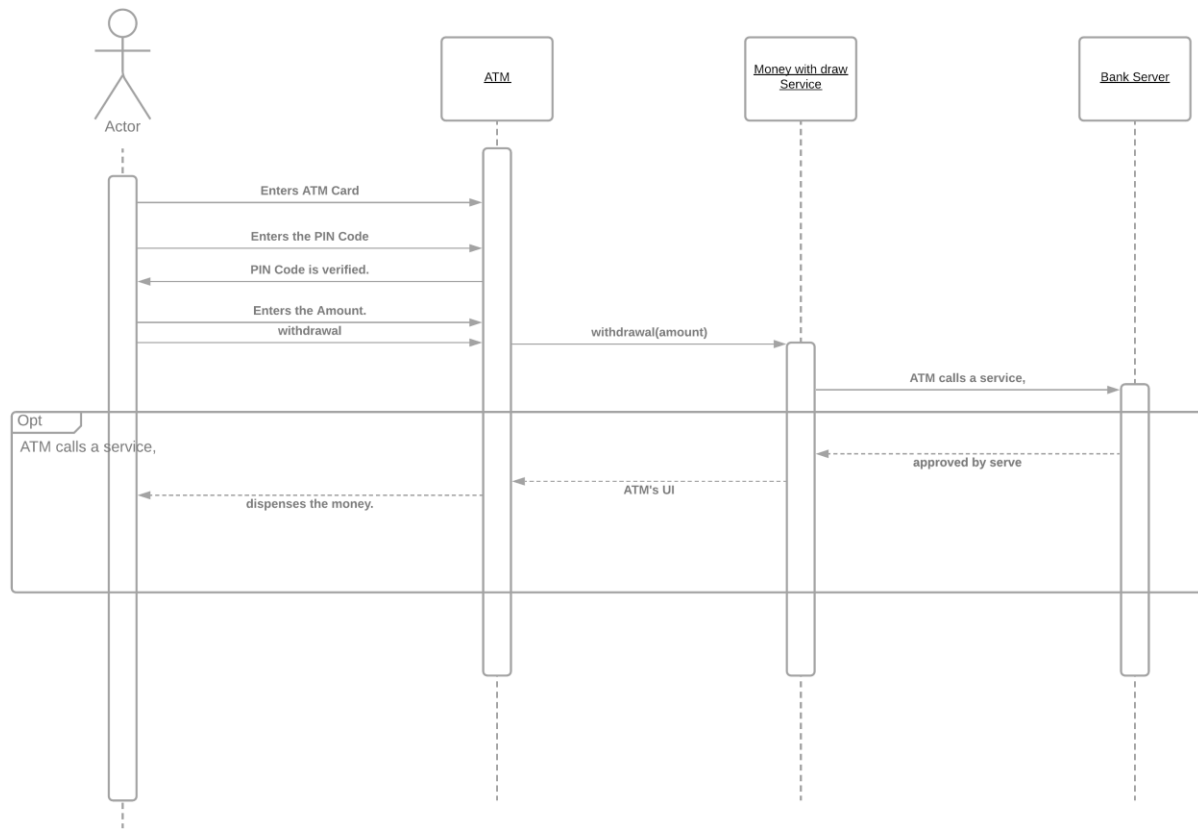 Actor
ATM
Money with draw
Service
Bank Server
Enters ATM Card
Enters the PIN Code
PIN Code is verified.
Enters the Amount.
withdrawal
withdrawal(amount)
ATM calls a service,
Opt
ATM calls a service,
approved by serve
ATM's UI
dispenses the money.